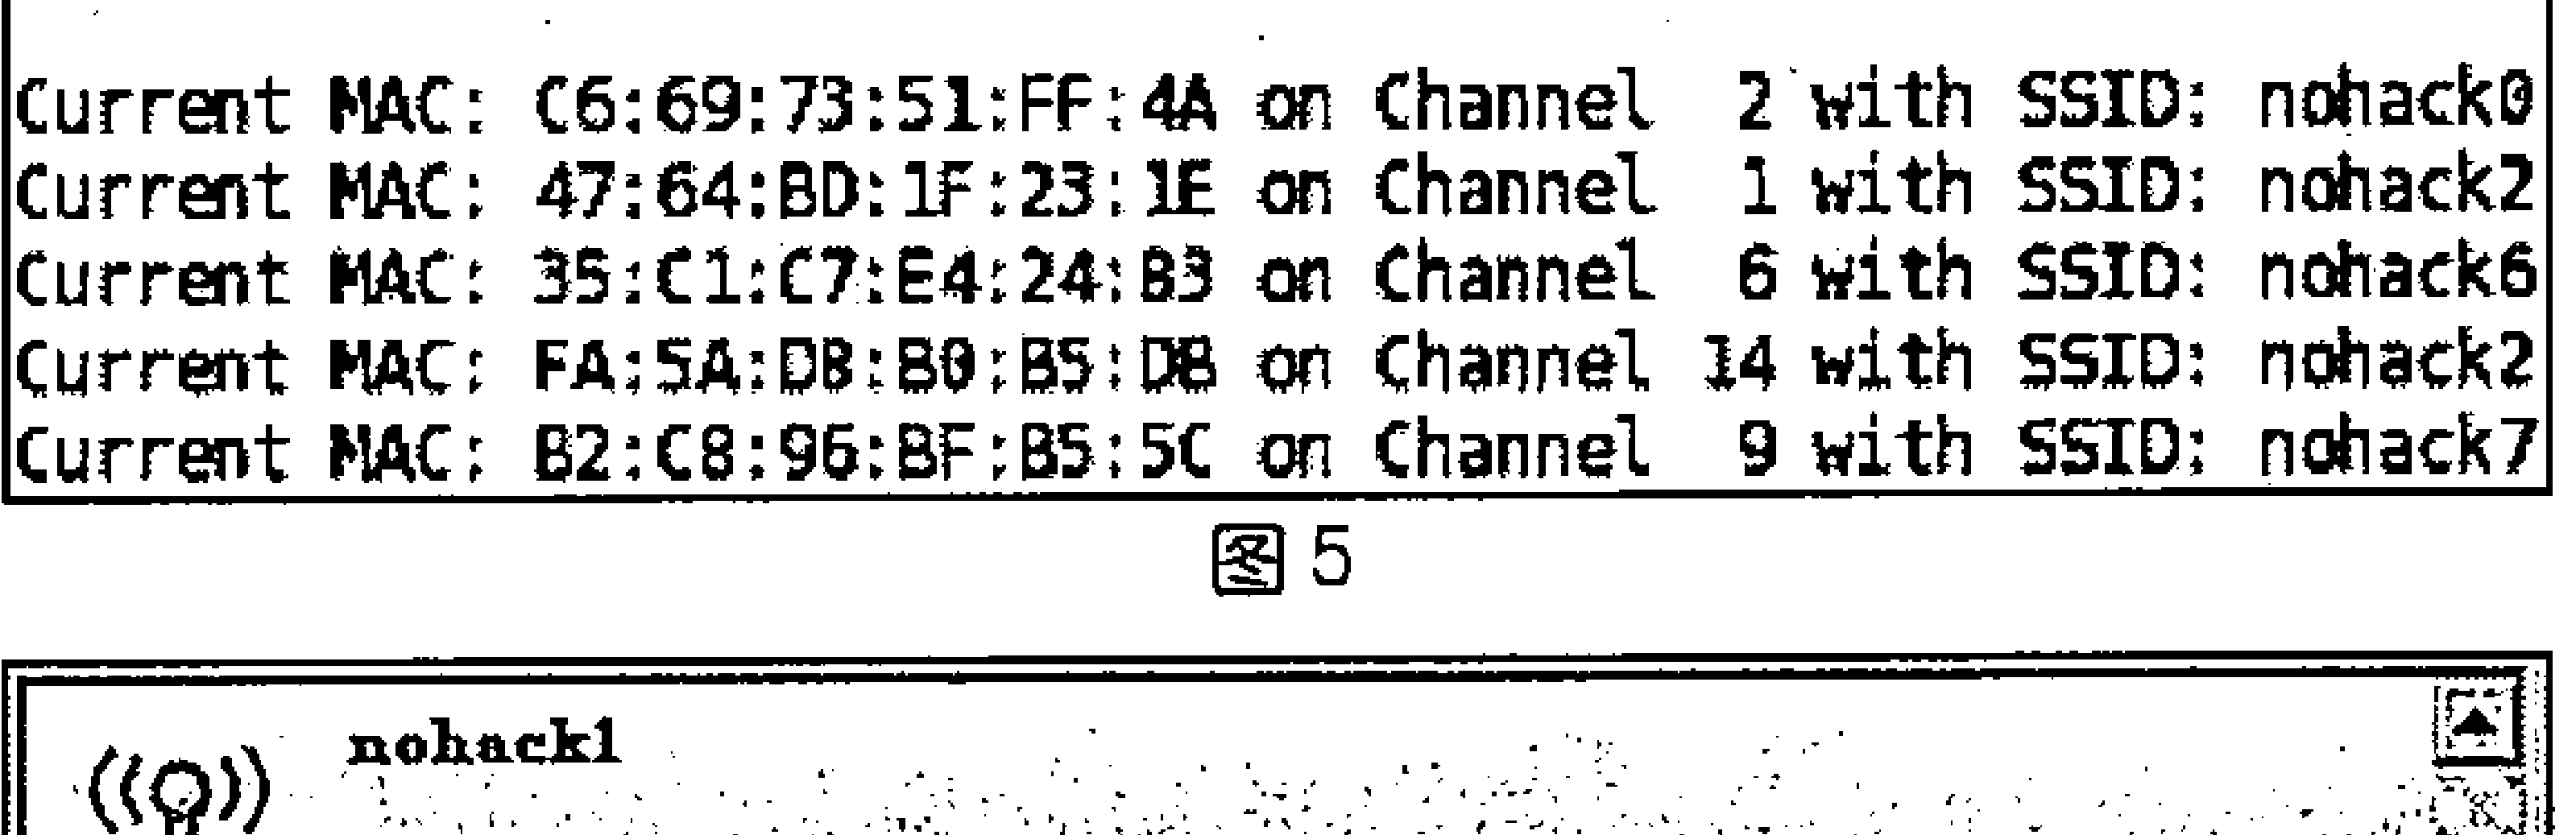 Current MAC: C6:69:73:51:FF:4A on Channel  2 with SSID: nohack0
Current MAC: 47:64:BD:1F:23:1E on Channel  1 with SSID: nohack2
Current MAC: 35:C1:C7:E4:24:B3 on Channel  6 with SSID: nohack6
Current MAC: FA:5A:DB:B0:B5:DB on Channel 14 with SSID: nohack2
Current MAC: B2:C8:96:BF:B5:5C on Channel  9 with SSID: nohack7
图 5
nohack1